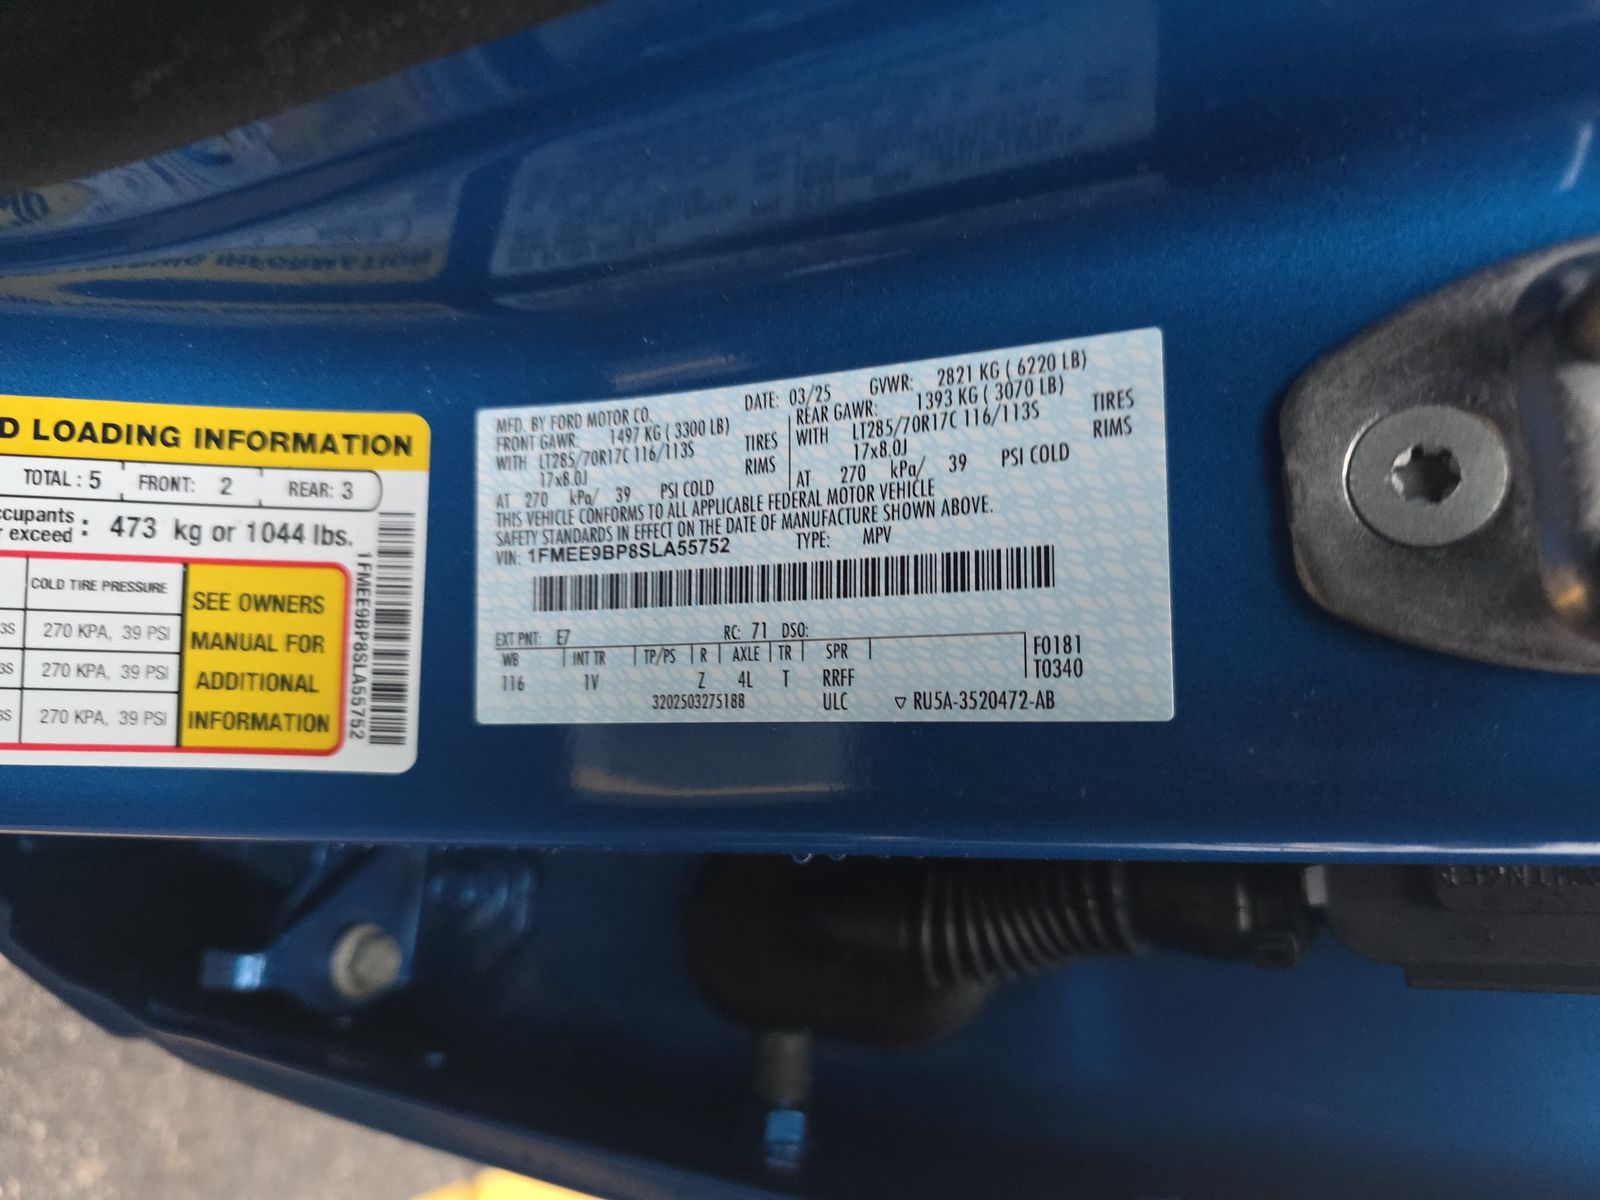 D LOADING INFORMATION
TOTAL : 5 FRONT: 2 REAR: 3
occupants
exceed : 473 kg or 1044 lbs.
COLD TIRE PRESSURE
3S 270 KPA, 39 PSI
3S 270 KPA, 39 PSI
3S 270 KPA, 39 PSI
SEE OWNERS
MANUAL FOR
ADDITIONAL
INFORMATION
1FMEE9BP8SLA55752
MFD. BY FORD MOTOR CO. DATE: 03/25 GVWR: 2821 KG ( 6220 LB)
FRONT GAWR: 1497 KG ( 3300 LB)
WITH LT285/70R17C 116/113S TIRES
17x8.0J RIMS
AT 270 kPa/ 39 PSI COLD
REAR GAWR: 1393 KG ( 3070 LB)
WITH LT285/70R17C 116/113S TIRES
17x8.0J RIMS
AT 270 kPa/ 39 PSI COLD
THIS VEHICLE CONFORMS TO ALL APPLICABLE FEDERAL MOTOR VEHICLE
SAFETY STANDARDS IN EFFECT ON THE DATE OF MANUFACTURE SHOWN ABOVE.
VIN: 1FMEE9BP8SLA55752 TYPE: MPV
EXT PNT: E7 RC: 71 DSO:
WB INT TR TP/PS R AXLE TR SPR F0181
116 1V Z 4L T RRFF T0340
3202503275188 ULC ▽ RU5A-3520472-AB